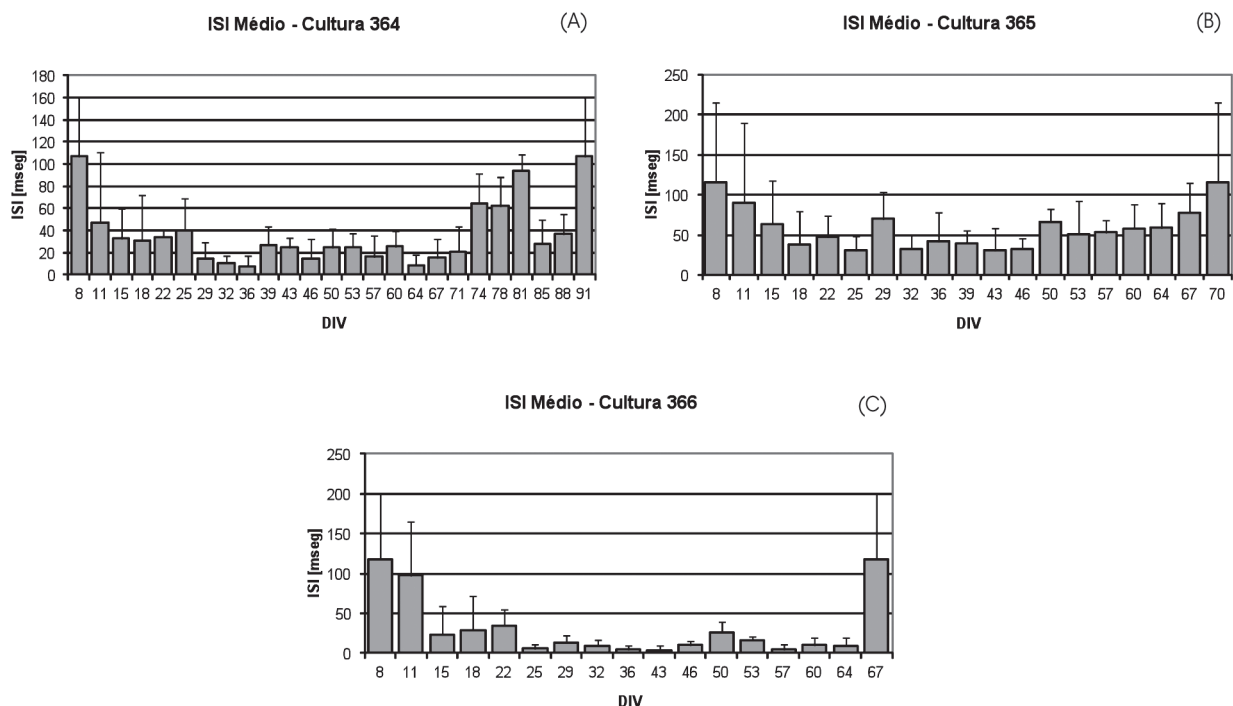 ISI Médio - Cultura 364
(A)
180
160
140
120
100
80
60
40
20
0
ISI [mseg]
8 11 15 18 22 25 29 32 36 39 43 46 50 53 57 60 64 67 71 74 78 81 85 88 91
DIV
ISI Médio - Cultura 365
(B)
250
200
150
100
50
0
ISI [mseg]
8 11 15 18 22 25 29 32 36 39 43 46 50 53 57 60 64 67 70
DIV
ISI Médio - Cultura 366
(C)
250
200
150
100
50
0
ISI [mseg]
8 11 15 18 22 25 29 32 36 43 46 50 53 57 60 64 67
DIV